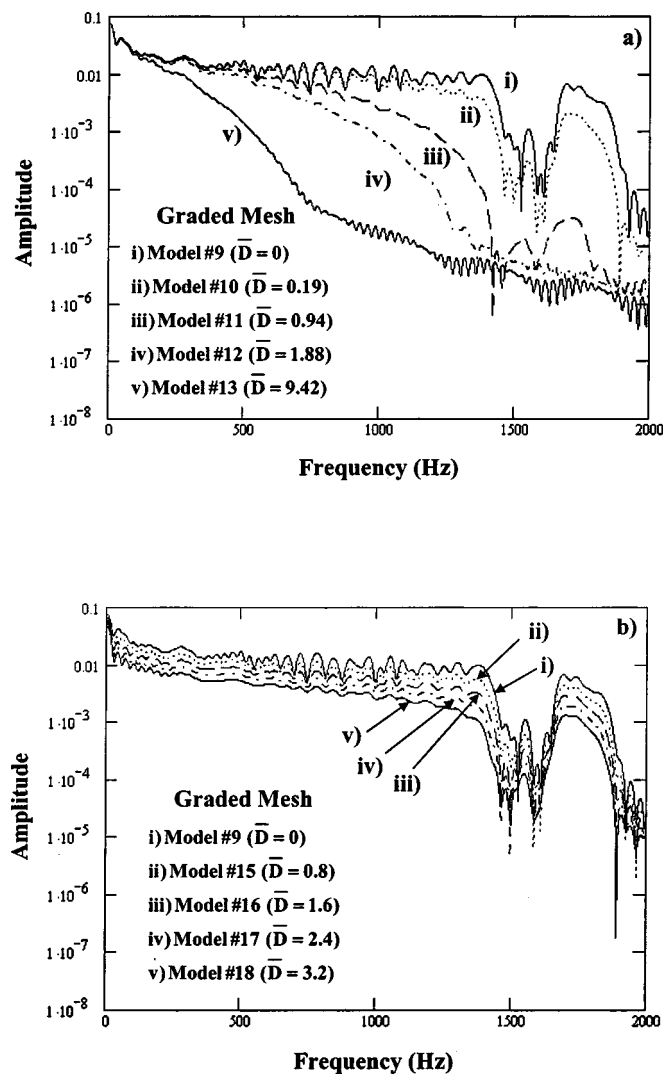 a)
0.1
0.01
1·10⁻³
1·10⁻⁴
1·10⁻⁵
1·10⁻⁶
1·10⁻⁷
1·10⁻⁸
Amplitude
i)
ii)
iii)
iv)
v)
Graded Mesh
i) Model #9 (D̅ = 0)
ii) Model #10 (D̅ = 0.19)
iii) Model #11 (D̅ = 0.94)
iv) Model #12 (D̅ = 1.88)
v) Model #13 (D̅ = 9.42)
0 500 1000 1500 2000
Frequency (Hz)
b)
0.1
0.01
1·10⁻³
1·10⁻⁴
1·10⁻⁵
1·10⁻⁶
1·10⁻⁷
1·10⁻⁸
Amplitude
ii)
i)
v)
iv)
iii)
Graded Mesh
i) Model #9 (D̅ = 0)
ii) Model #15 (D̅ = 0.8)
iii) Model #16 (D̅ = 1.6)
iv) Model #17 (D̅ = 2.4)
v) Model #18 (D̅ = 3.2)
0 500 1000 1500 2000
Frequency (Hz)